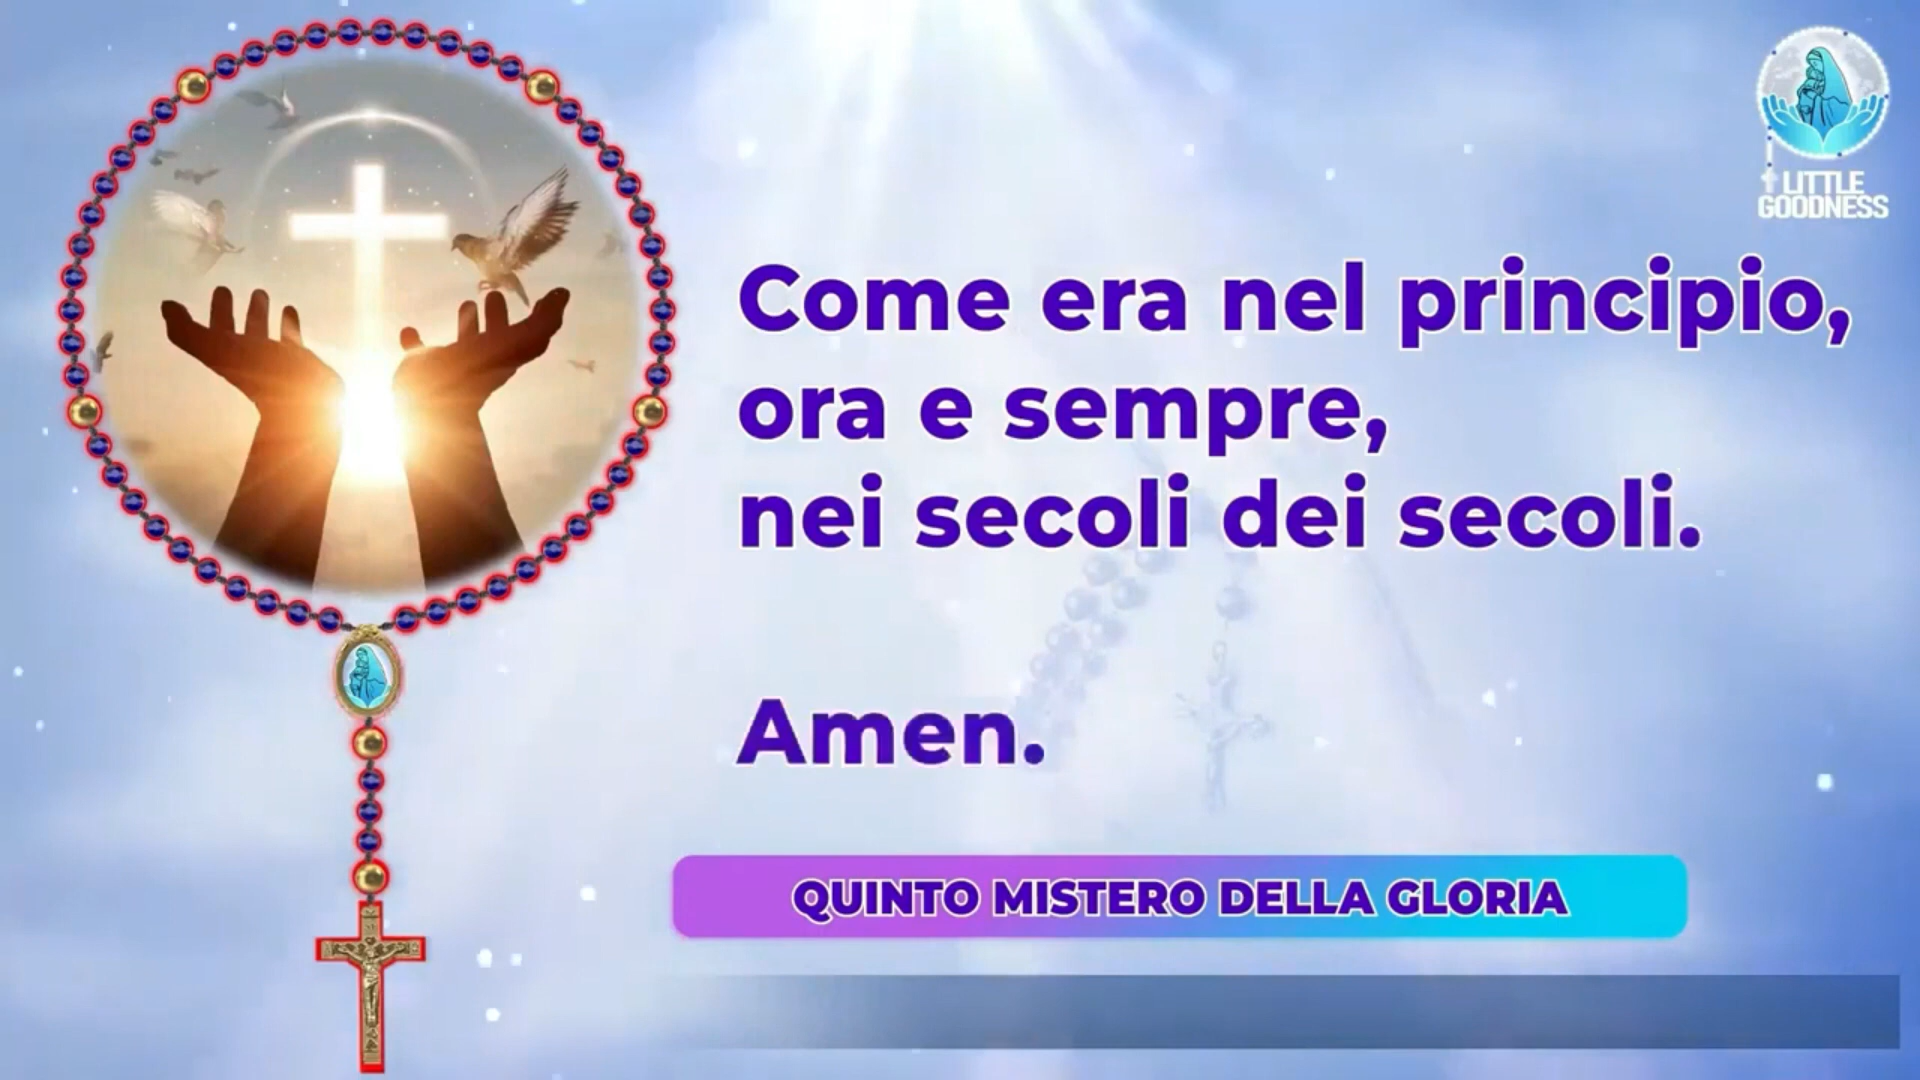 LITTLE
GOODNESS
Come era nel principio,
ora e sempre,
nei secoli dei secoli.
Amen.
QUINTO MISTERO DELLA GLORIA